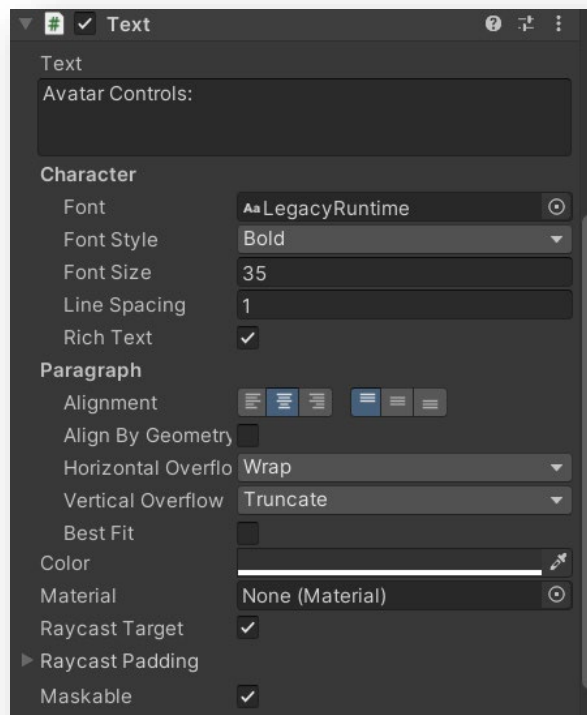 Text
Text
Avatar Controls:
Character
Font AaLegacyRuntime
Font Style Bold
Font Size 35
Line Spacing 1
Rich Text
Paragraph
Alignment
Align By Geometry
Horizontal Overflo Wrap
Vertical Overflow Truncate
Best Fit
Color
Material None (Material)
Raycast Target
Raycast Padding
Maskable